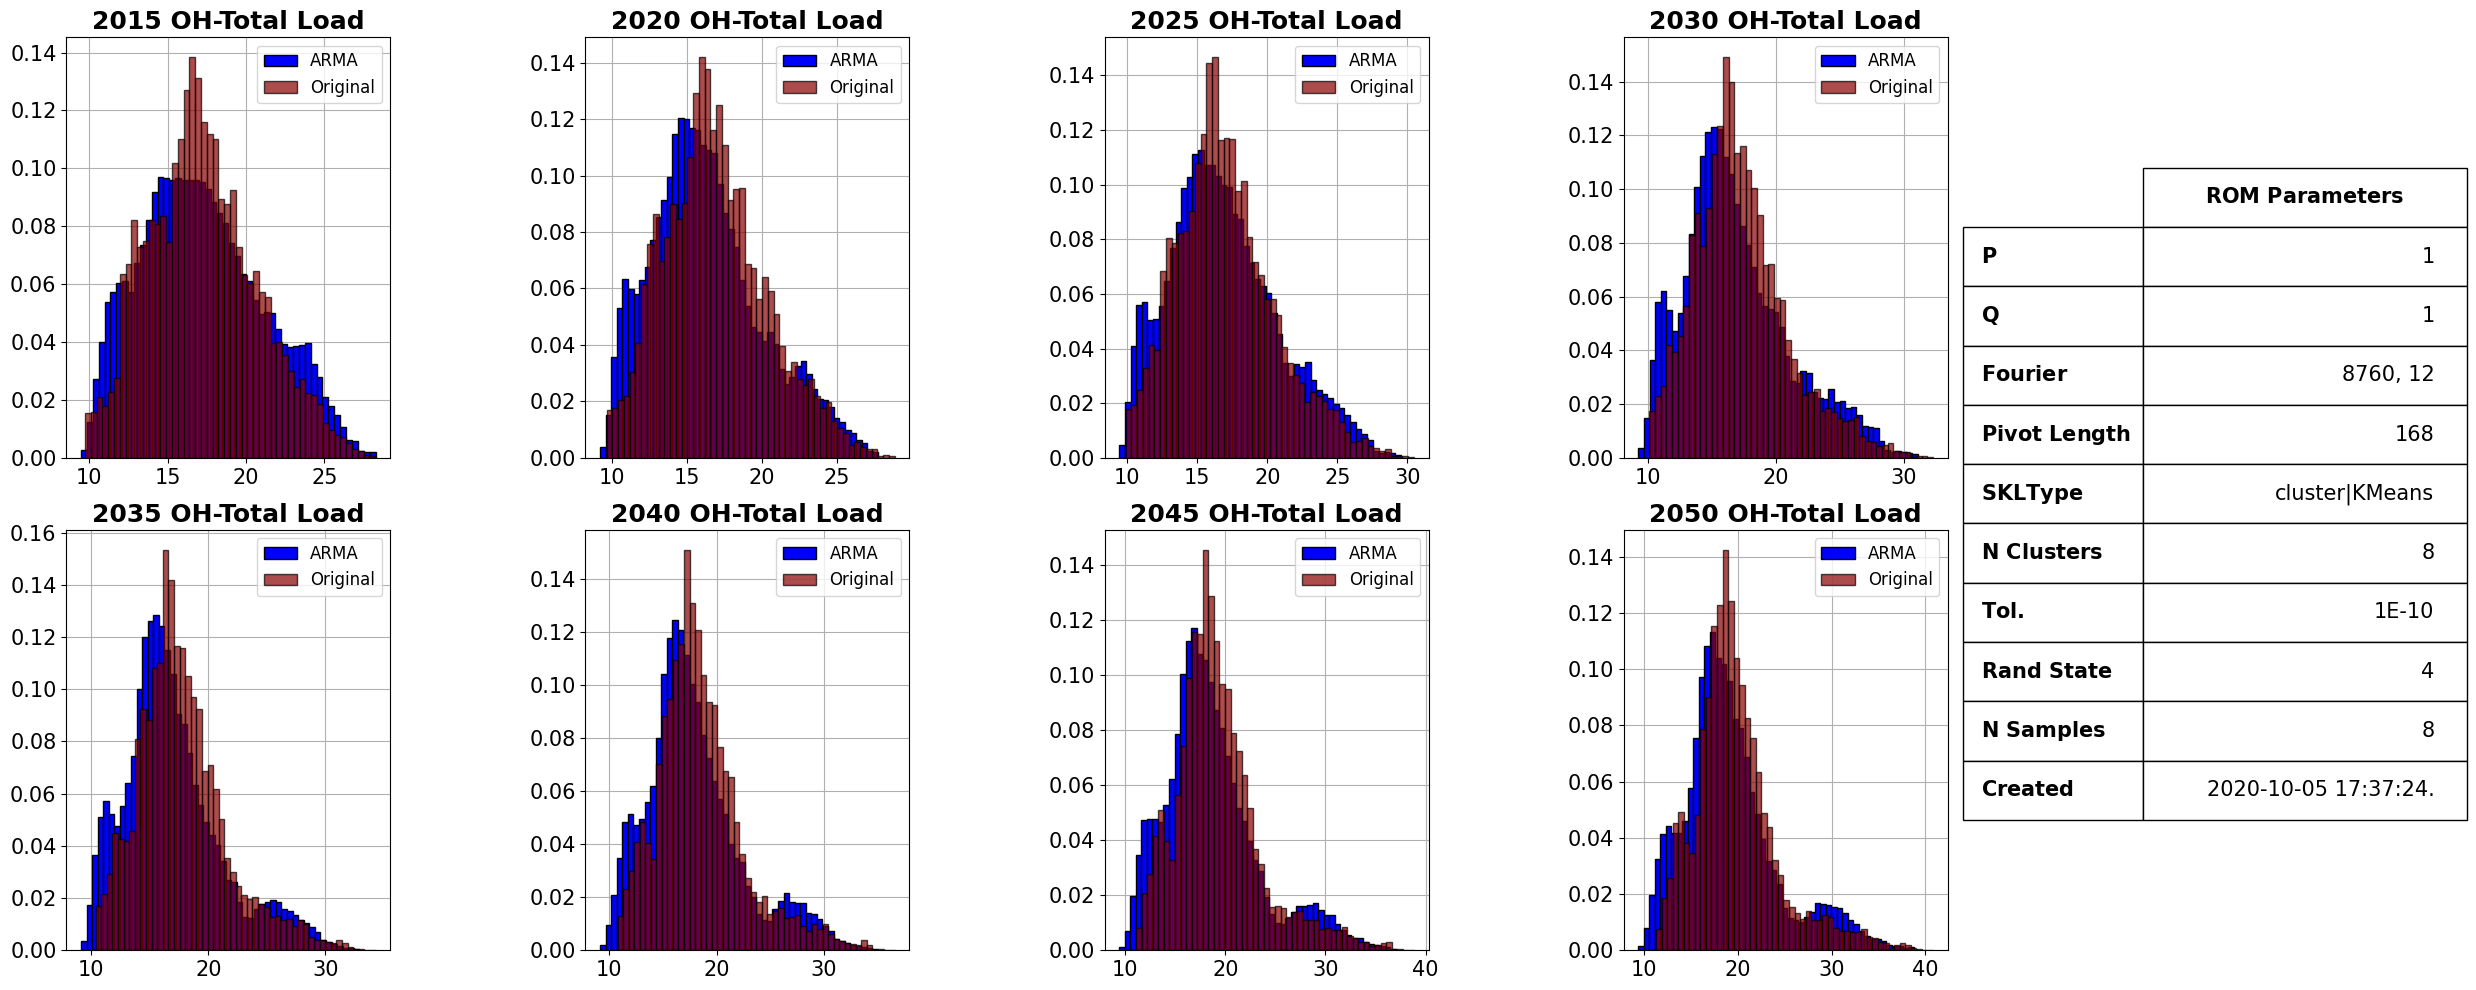 2015 OH-Total Load
ARMA
Original
0.14
0.12
0.10
0.08
0.06
0.04
0.02
0.00
10
15
20
25
2020 OH-Total Load
ARMA
Original
0.14
0.12
0.10
0.08
0.06
0.04
0.02
0.00
10
15
20
25
2025 OH-Total Load
ARMA
Original
0.14
0.12
0.10
0.08
0.06
0.04
0.02
0.00
10
15
20
25
30
2030 OH-Total Load
ARMA
Original
0.14
0.12
0.10
0.08
0.06
0.04
0.02
0.00
10
20
30
2035 OH-Total Load
ARMA
Original
0.16
0.14
0.12
0.10
0.08
0.06
0.04
0.02
0.00
10
20
30
2040 OH-Total Load
ARMA
Original
0.14
0.12
0.10
0.08
0.06
0.04
0.02
0.00
10
20
30
2045 OH-Total Load
ARMA
Original
0.14
0.12
0.10
0.08
0.06
0.04
0.02
0.00
10
20
30
40
2050 OH-Total Load
ARMA
Original
0.14
0.12
0.10
0.08
0.06
0.04
0.02
0.00
10
20
30
40
ROM Parameters
P 1
Q 1
Fourier 8760, 12
Pivot Length 168
SKLType cluster|KMeans
N Clusters 8
Tol. 1E-10
Rand State 4
N Samples 8
Created 2020-10-05 17:37:24.